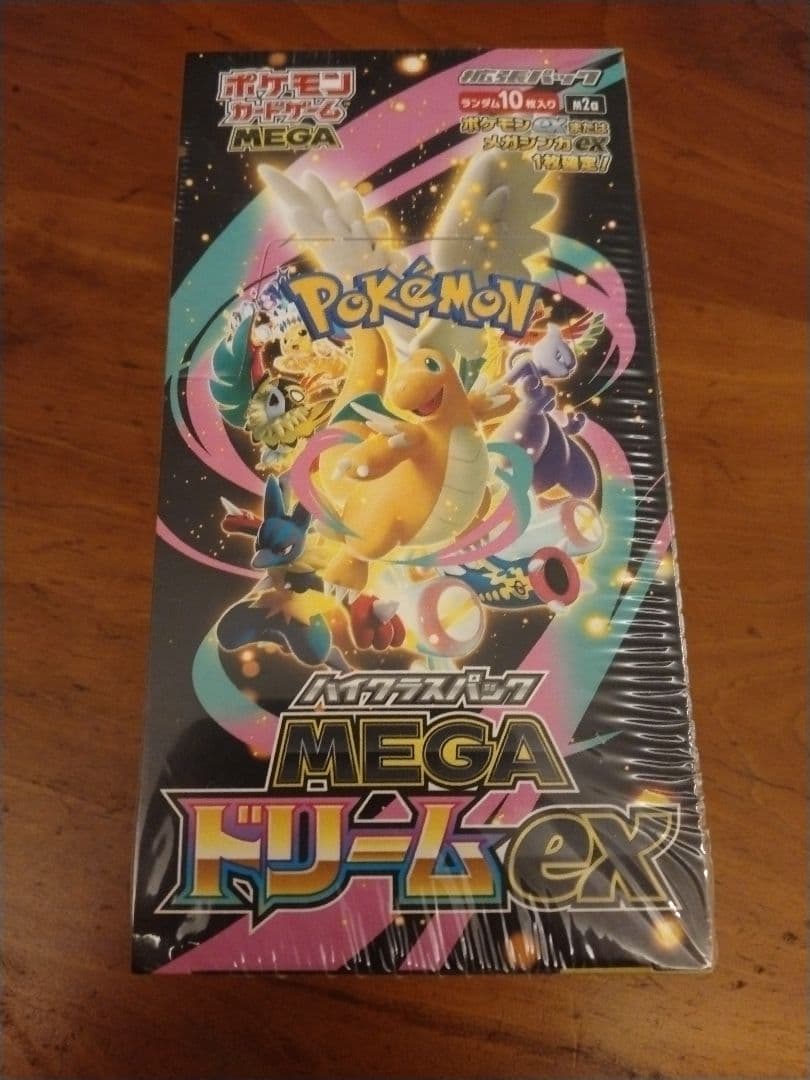 ポケモン
カードゲーム
MEGA
拡張パック
ランダム10枚入り M2a
ポケモンexまたは
メガシンカex
1枚確定!
POKéMON
ハイクラスパック
MEGA
ドリームex